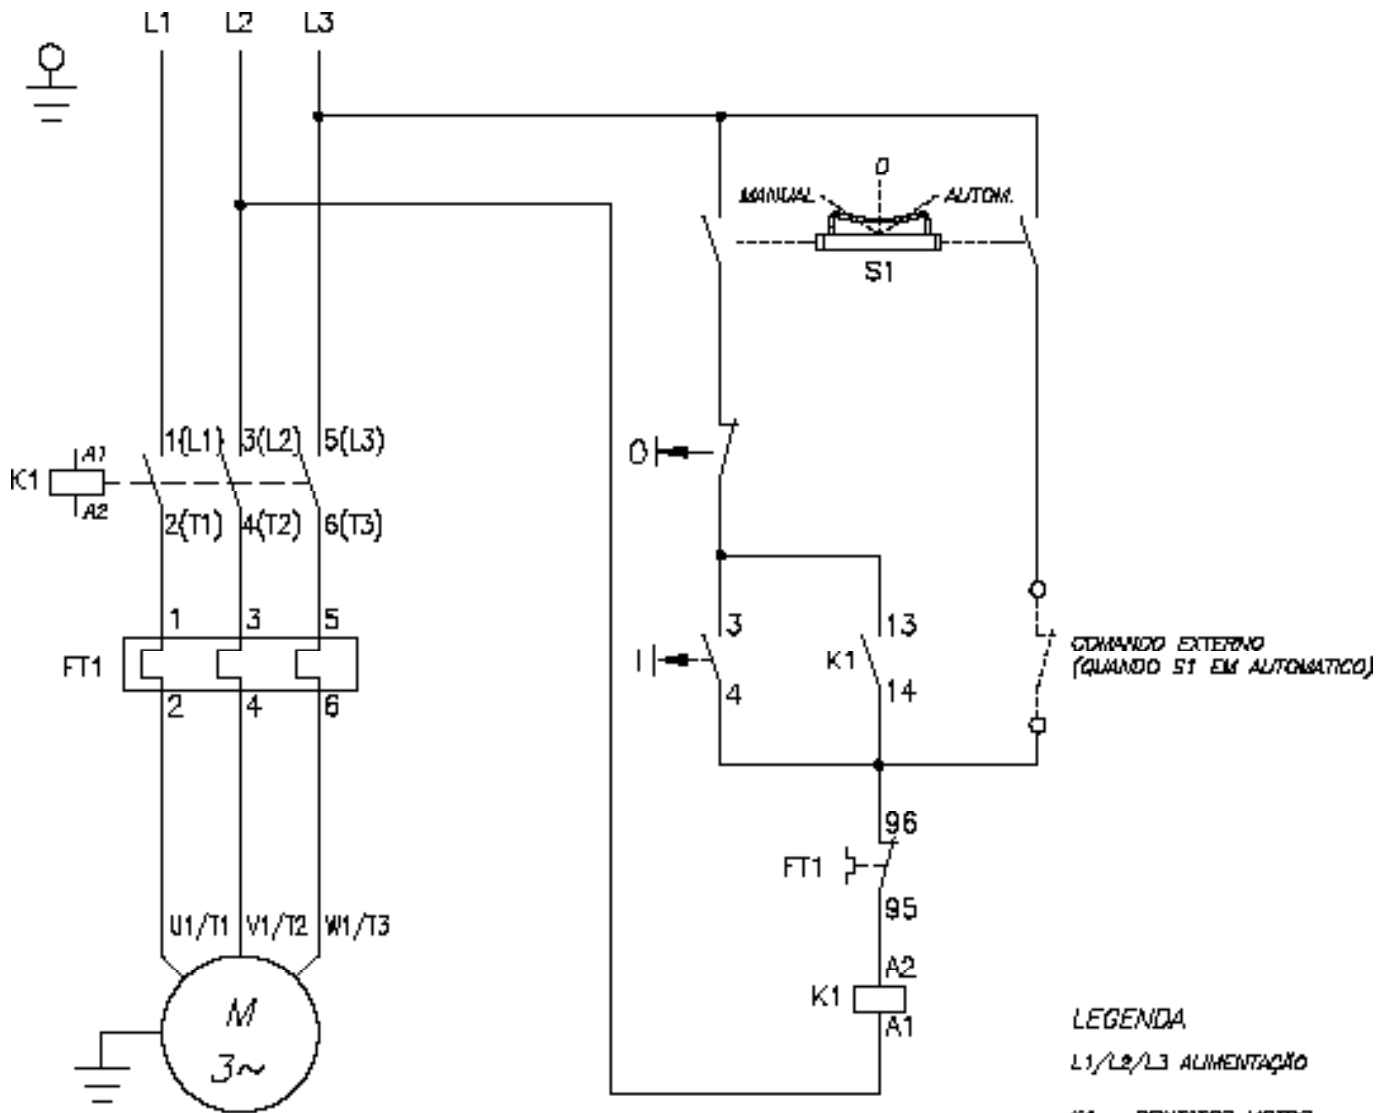 L1 L2 L3
0
MANUAL AUTOM.
S1
1(L1) 3(L2) 5(L3)
A1
K1
A2
2(T1) 4(T2) 6(T3)
0
1 3 5
FT1
2 4 6
3 13
I K1
4 14
COMANDO EXTERNO
(QUANDO S1 EM AUTOMATICO)
96
FT1
95
U1/T1 V1/T2 W1/T3
A2
K1
A1
M
3~
LEGENDA
L1/L2/L3 ALIMENTAÇÃO